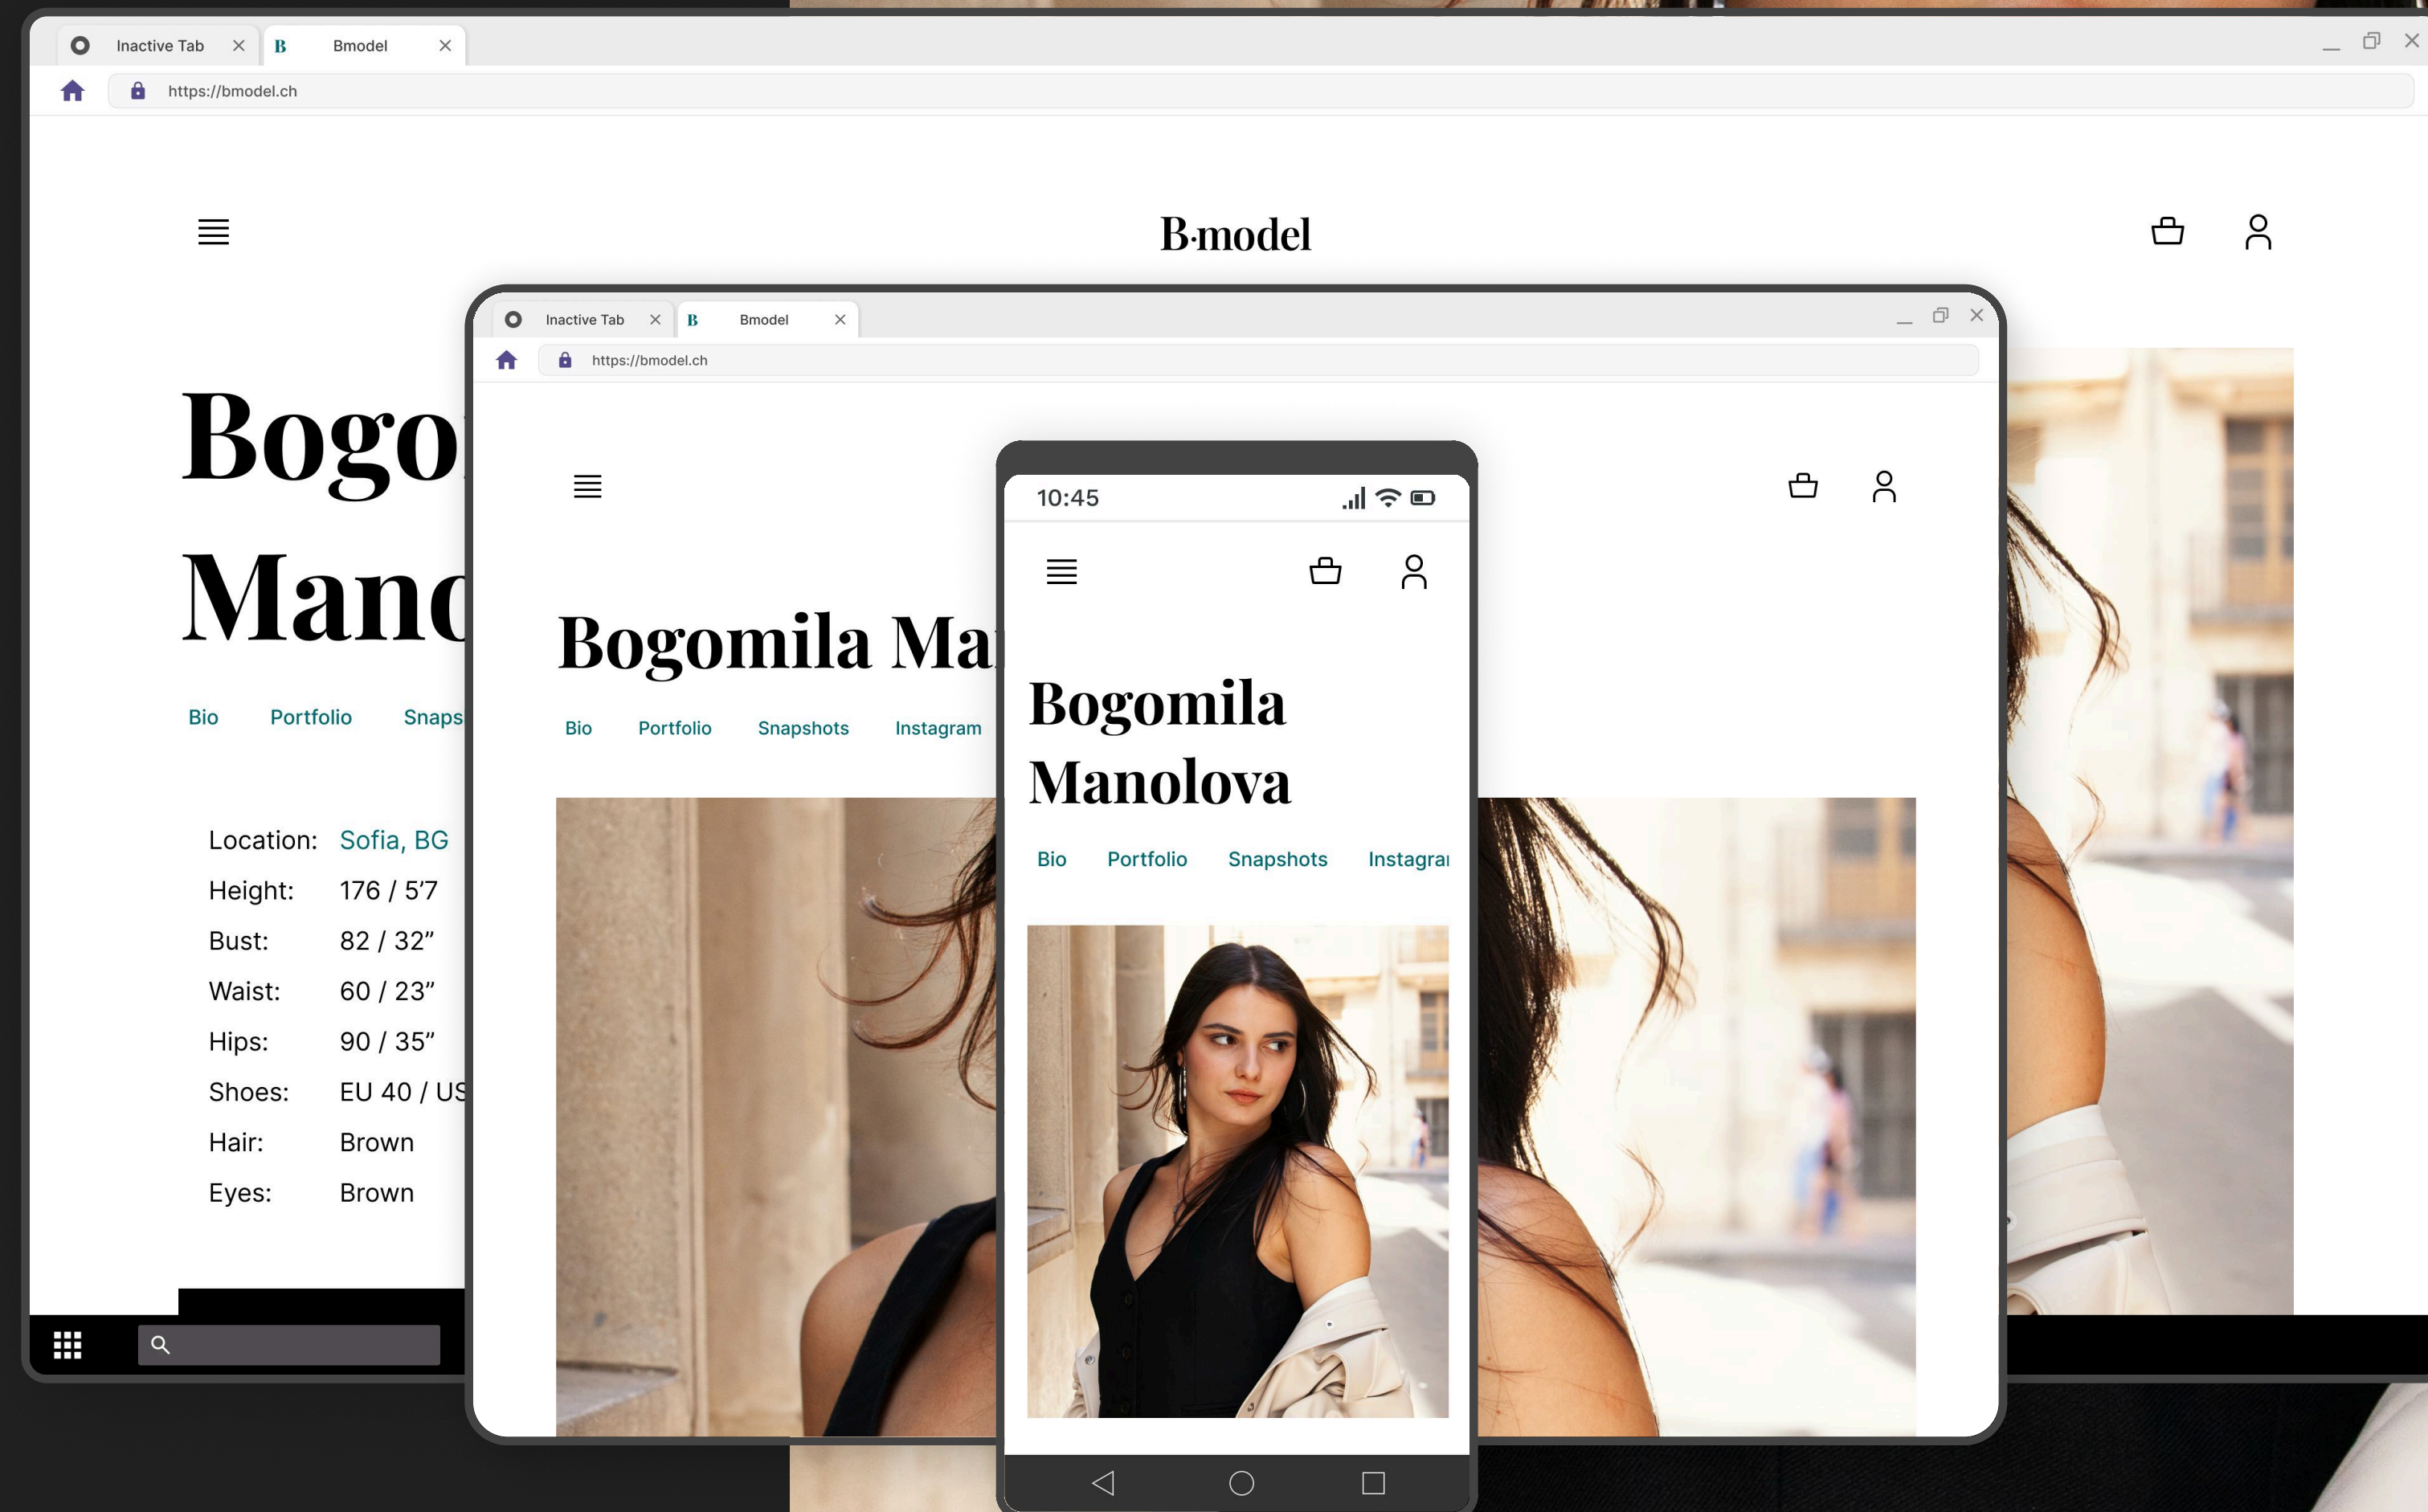 Inactive Tab
B Bmodel
https://bmodel.ch
B·model
Bogo
Mano
Bio Portfolio Snaps
Location: Sofia, BG
Height: 176 / 5'7
Bust: 82 / 32”
Waist: 60 / 23”
Hips: 90 / 35”
Shoes: EU 40 / US
Hair: Brown
Eyes: Brown
Inactive Tab
B Bmodel
https://bmodel.ch
Bogomila Ma
Bio Portfolio Snapshots Instagram
10:45
Bogomila
Manolova
Bio Portfolio Snapshots Instagra